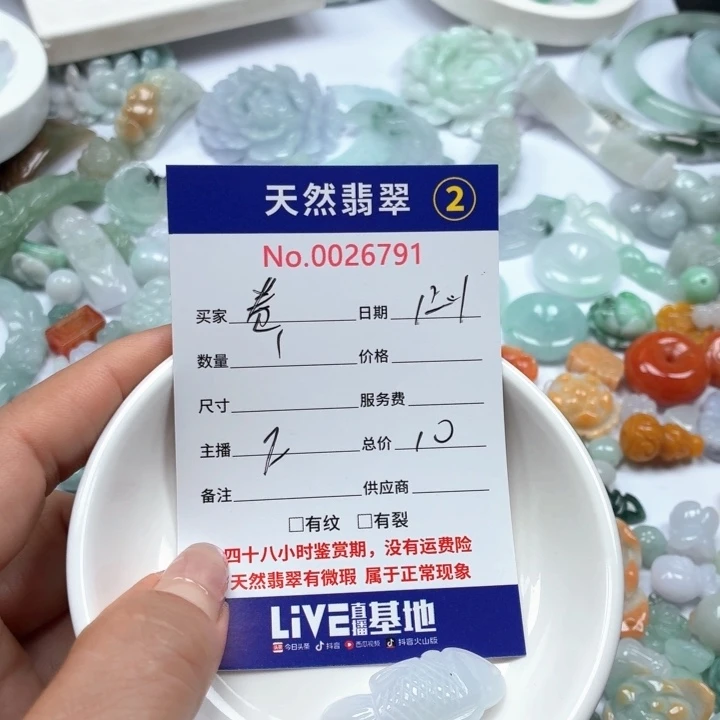 天然翡翠 ②
No.0026791
买家 日期
数量 1 价格
尺寸 服务费
主播 2 总价 10
备注 供应商
□有纹 □有裂
四十八小时鉴赏期，没有运费险
天然翡翠有微瑕 属于正常现象
LiVE直播基地
头条 今日头条 抖音 西瓜视频 抖音火山版